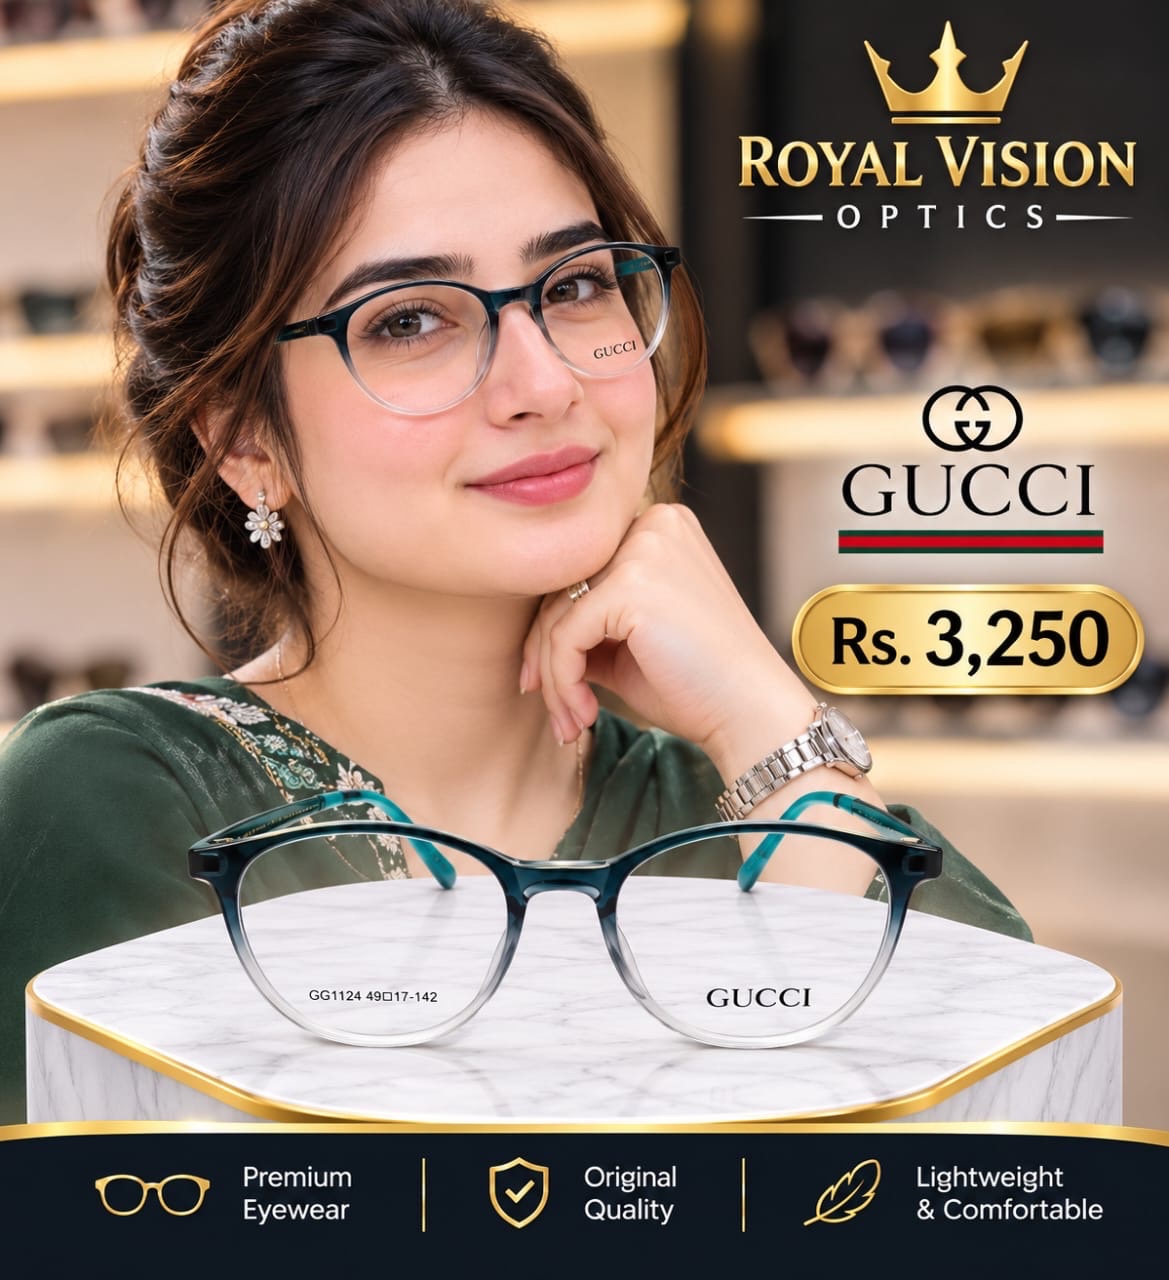 ROYAL VISION
OPTICS
GUCCI
GUCCI
Rs. 3,250
GG1124 49□17-142
GUCCI
Premium
Eyewear
Original
Quality
Lightweight
& Comfortable